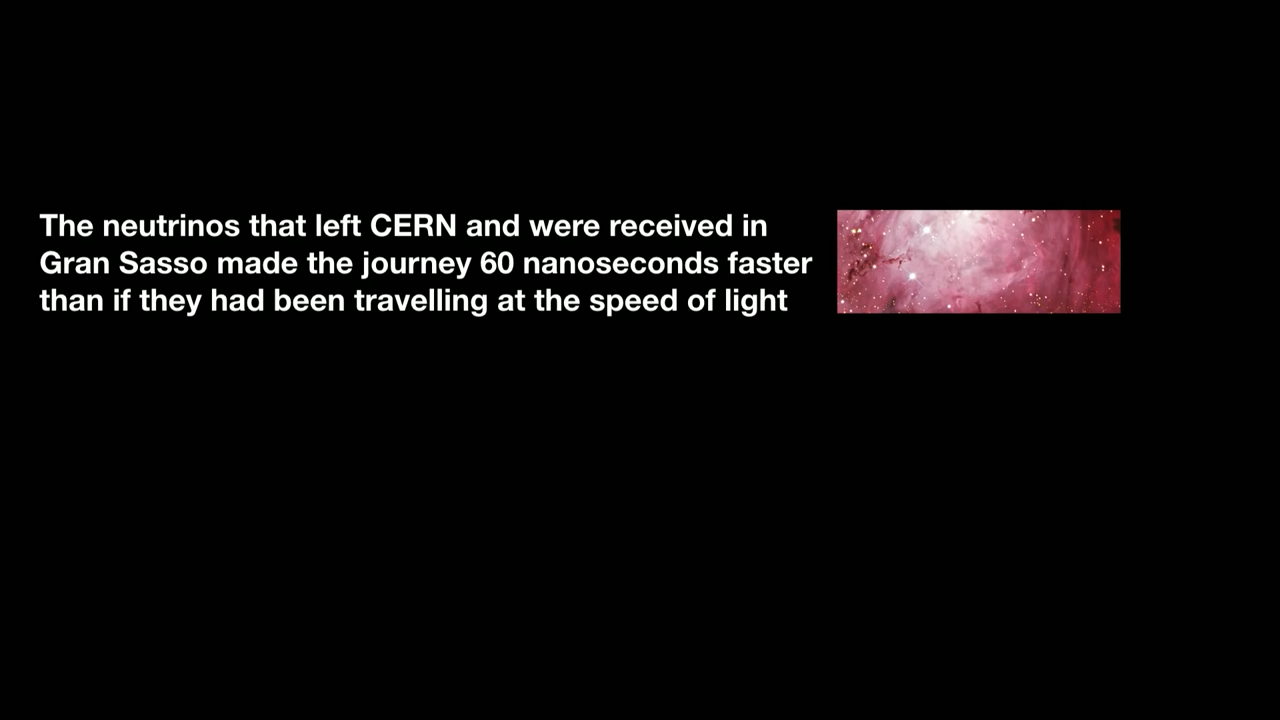 The neutrinos that left CERN and were received in
Gran Sasso made the journey 60 nanoseconds faster
than if they had been travelling at the speed of light